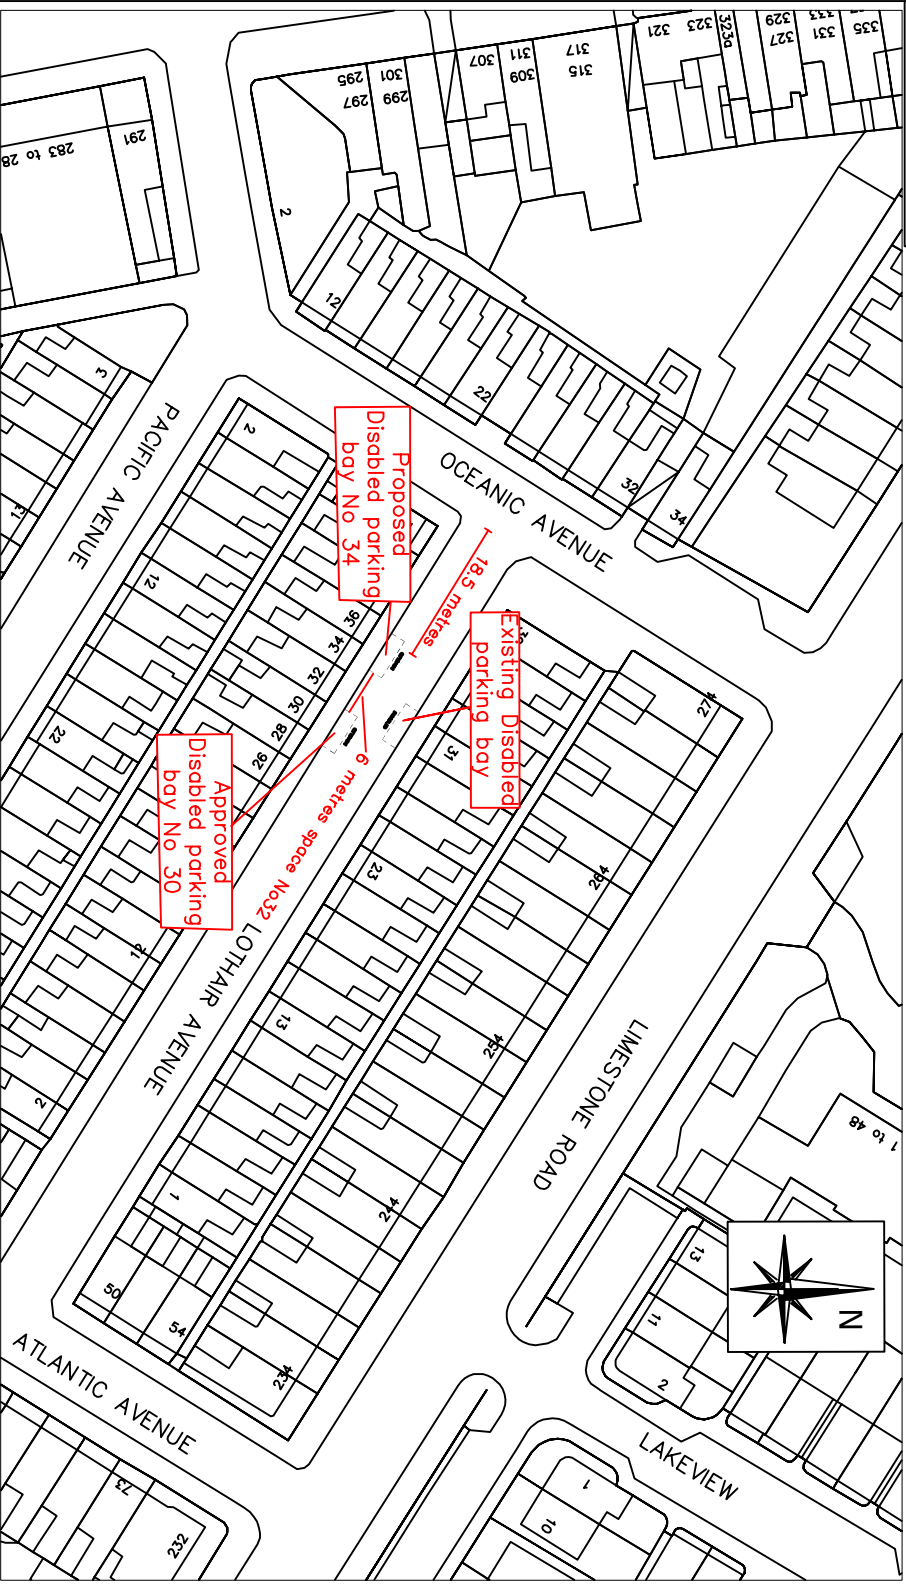 335
333
331
329
327
323a
323
321
317
315
311
309
307
301
299
295
297
291
283 to 28
2
12
22
32
34
OCEANIC AVENUE
3
13
PACIFIC AVENUE
2
12
22
Proposed
Disabled parking
bay No 34
18.5 metres
Existing Disabled
parking bay
36
34
32
30
28
26
6 metres space No32
Approved
Disabled parking
bay No 30
12
2
LOTHAIR AVENUE
31
23
13
1
50
54
274
264
254
244
234
LIMESTONE ROAD
1 to 48
N
13
11
2
LAKEVIEW
1
10
ATLANTIC AVENUE
73
232